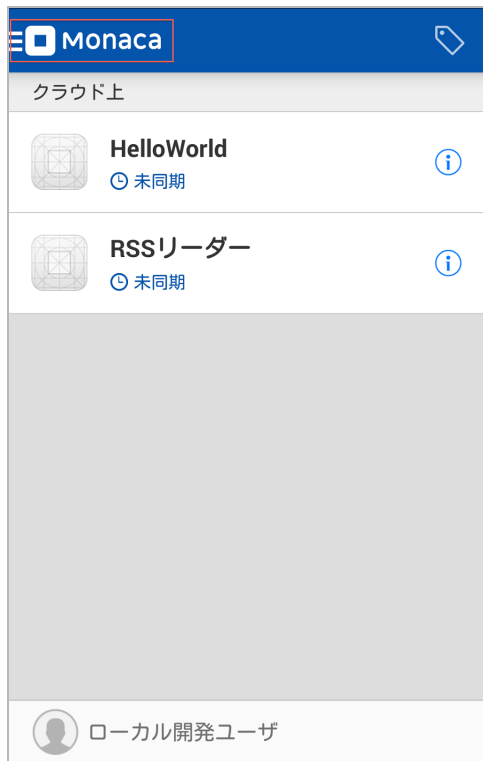 Monaca
クラウド上
HelloWorld
未同期
RSSリーダー
未同期
ローカル開発ユーザ